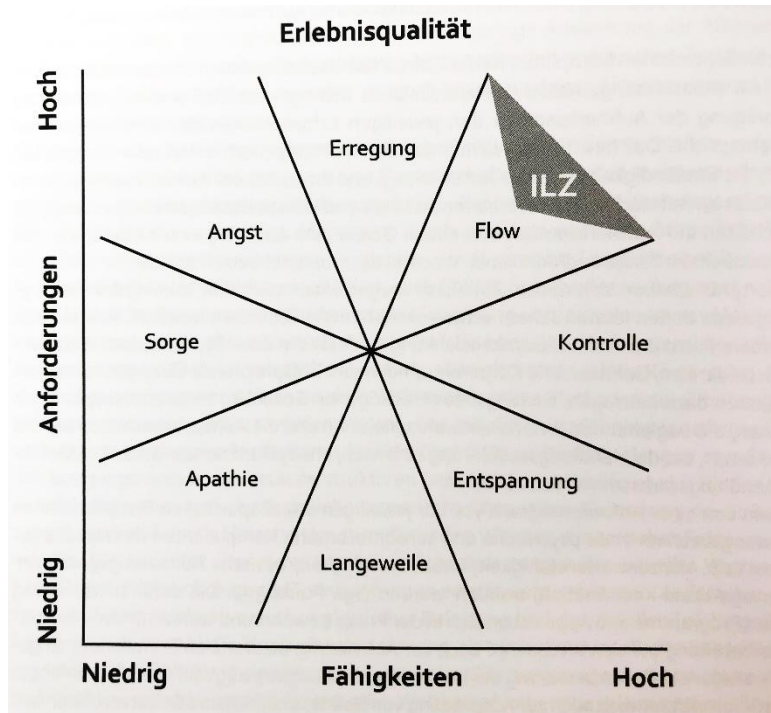 Erlebnisqualität
Hoch
Erregung
ILZ
Angst
Flow
Anforderungen
Sorge
Kontrolle
Apathie
Entspannung
Langeweile
Niedrig
Niedrig
Fähigkeiten
Hoch